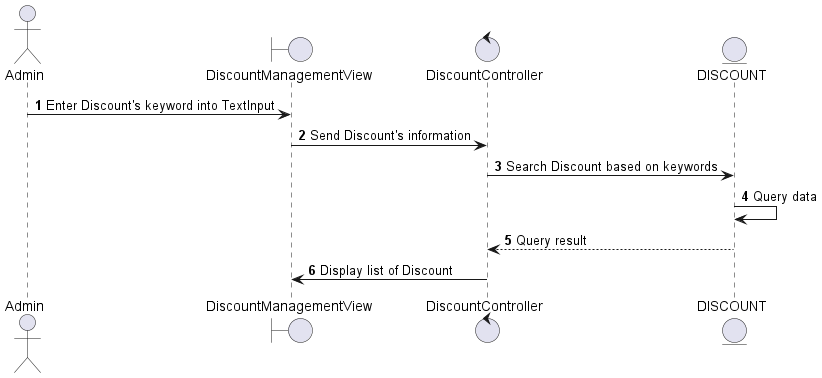 Admin
DiscountManagementView
DiscountController
DISCOUNT
1 Enter Discount's keyword into TextInput
2 Send Discount's information
3 Search Discount based on keywords
4 Query data
5 Query result
6 Display list of Discount
Admin
DiscountManagementView
DiscountController
DISCOUNT